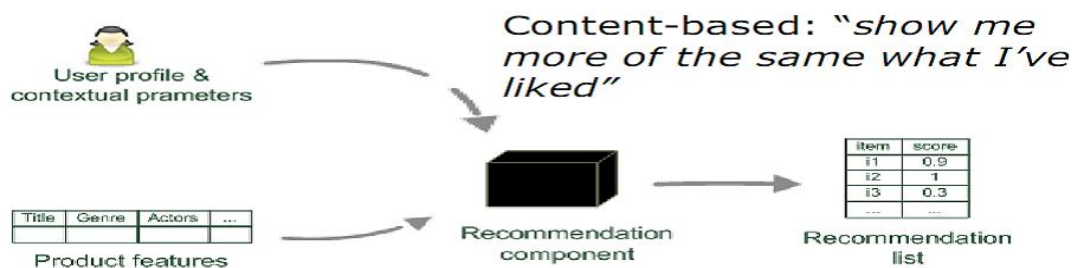 Content-based: “show me
more of the same what I’ve
liked”
User profile &
contextual prameters
item score
i1 0.9
i2 1
i3 0.3
... ...
Title Genre Actors ...
Product features
Recommendation
component
Recommendation
list